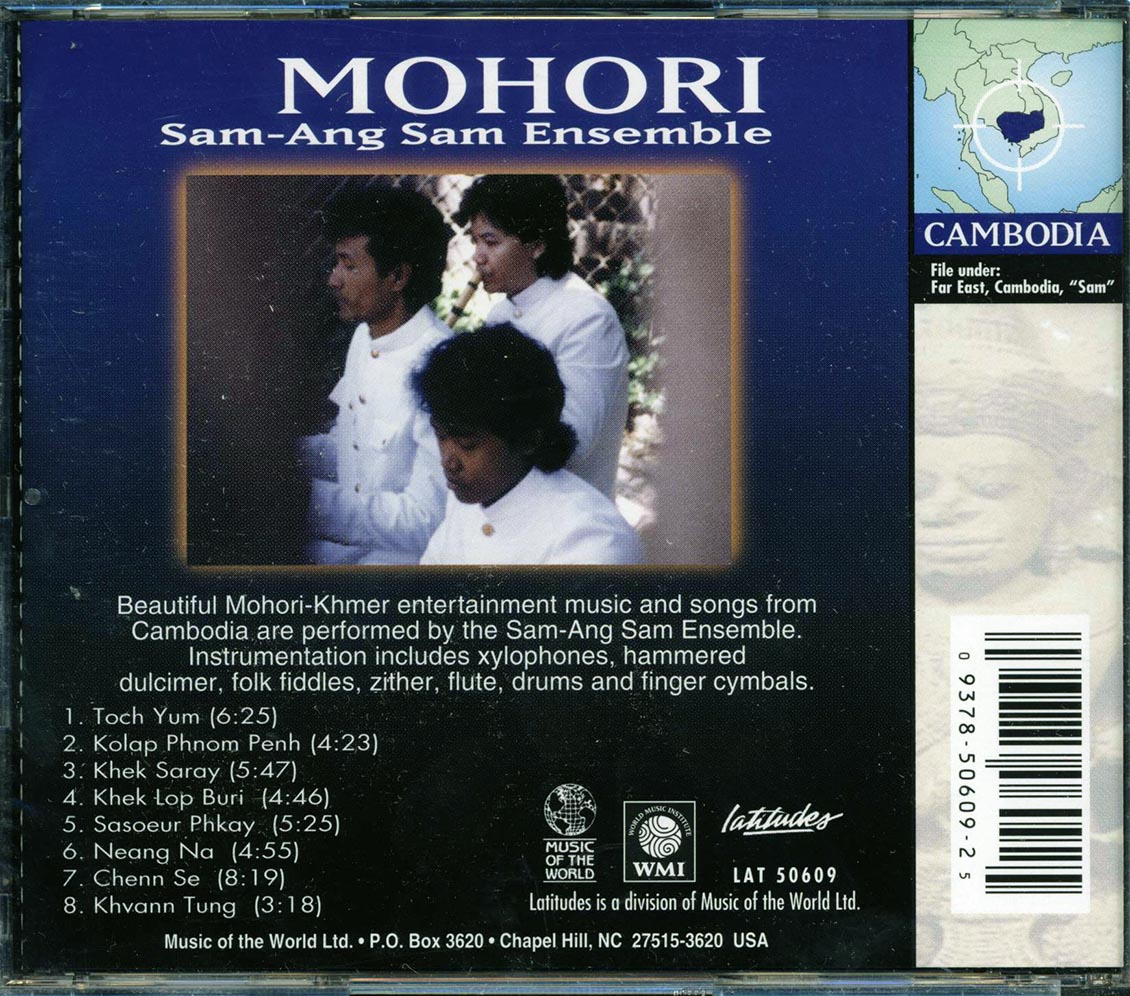 MOHORI
Sam-Ang Sam Ensemble
CAMBODIA
File under:
Far East, Cambodia, “Sam”
Beautiful Mohori-Khmer entertainment music and songs from
Cambodia are performed by the Sam-Ang Sam Ensemble.
Instrumentation includes xylophones, hammered
dulcimer, folk fiddles, zither, flute, drums and finger cymbals.
1. Toch Yum (6:25)
2. Kolap Phnom Penh (4:23)
3. Khek Saray (5:47)
4. Khek Lop Buri (4:46)
5. Sasoeur Phkay (5:25)
6. Neang Na (4:55)
7. Chenn Se (8:19)
8. Khvann Tung (3:18)
MUSIC
OF THE
WORLD
WORLD MUSIC INSTITUTE
WMI
latitudes
LAT 50609
Latitudes is a division of Music of the World Ltd.
Music of the World Ltd. • P.O. Box 3620 • Chapel Hill, NC 27515-3620 USA
0 9378-50609-2 5